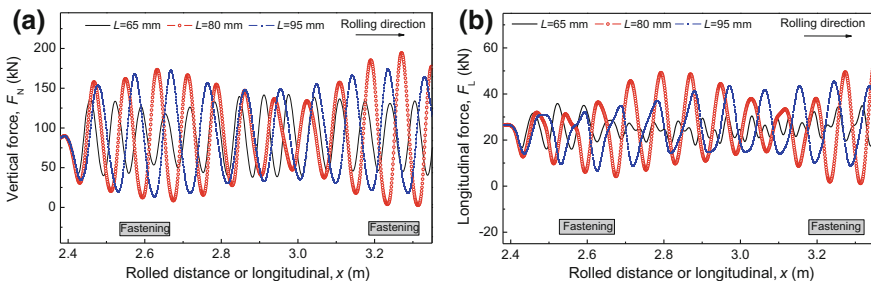 (a)
L=65 mm L=80 mm L=95 mm
Rolling direction
200
150
100
50
0
Vertical force, F_N (kN)
Fastening Fastening
2.4 2.6 2.8 3.0 3.2
Rolled distance or longitudinal, x (m)
(b)
L=65 mm L=80 mm L=95 mm
Rolling direction
60
40
20
0
-20
Longitudinal force, F_L (kN)
Fastening Fastening
2.4 2.6 2.8 3.0 3.2
Rolled distance or longitudinal, x (m)